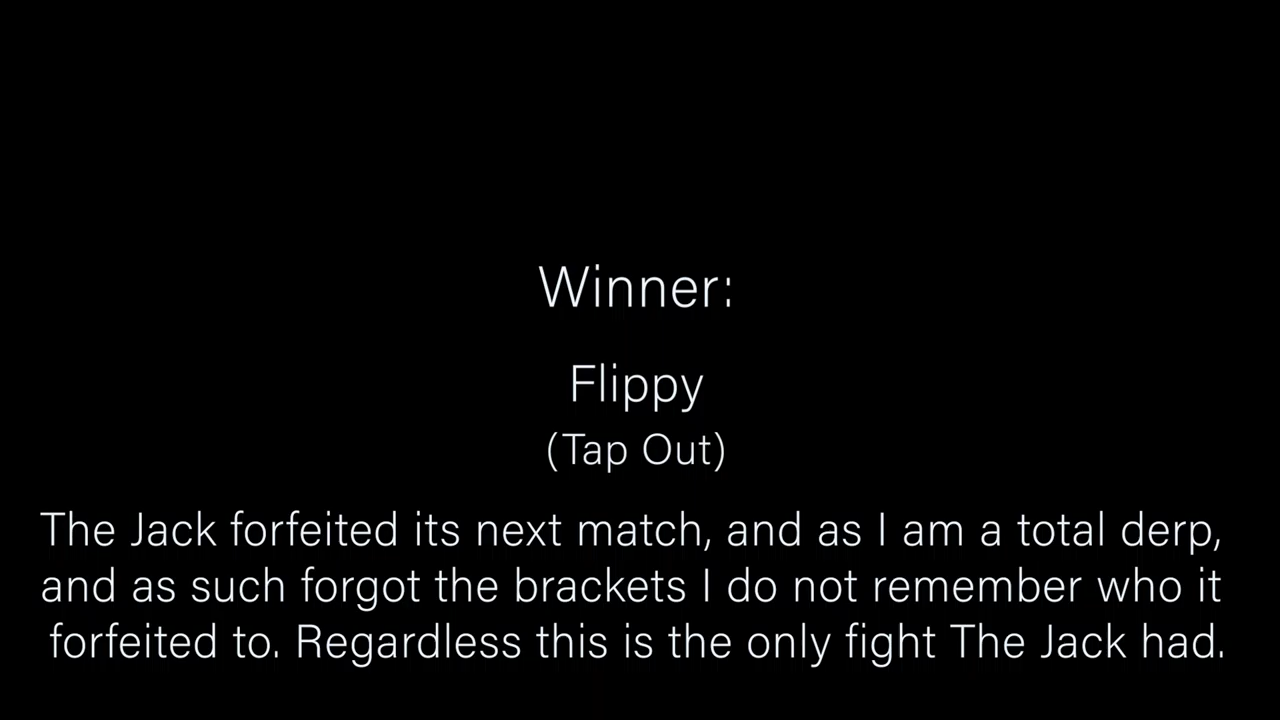 Winner:
Flippy
(Tap Out)
The Jack forfeited its next match, and as I am a total derp,
and as such forgot the brackets I do not remember who it
forfeited to. Regardless this is the only fight The Jack had.